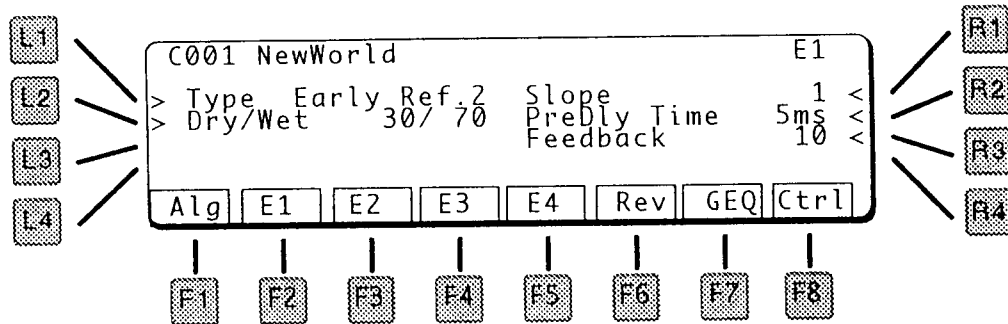 L1
L2
L3
L4
C001 NewWorld E1
> Type Early Ref.2 Slope 1 <
> Dry/Wet 30/ 70 PreDly Time 5ms <
Feedback 10 <
Alg E1 E2 E3 E4 Rev GEQ Ctrl
R1
R2
R3
R4
F1 F2 F3 F4 F5 F6 F7 F8